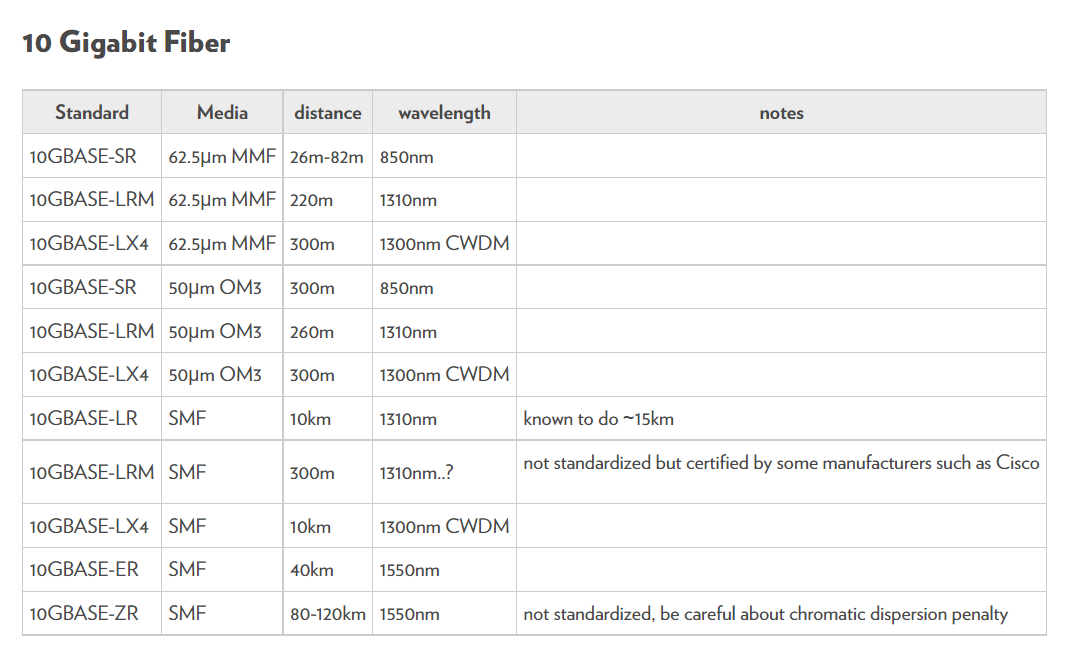 10 Gigabit Fiber
Standard Media distance wavelength notes
10GBASE-SR 62.5µm MMF 26m-82m 850nm
10GBASE-LRM 62.5µm MMF 220m 1310nm
10GBASE-LX4 62.5µm MMF 300m 1300nm CWDM
10GBASE-SR 50µm OM3 300m 850nm
10GBASE-LRM 50µm OM3 260m 1310nm
10GBASE-LX4 50µm OM3 300m 1300nm CWDM
10GBASE-LR SMF 10km 1310nm known to do ~15km
10GBASE-LRM SMF 300m 1310nm..? not standardized but certified by some manufacturers such as Cisco
10GBASE-LX4 SMF 10km 1300nm CWDM
10GBASE-ER SMF 40km 1550nm
10GBASE-ZR SMF 80-120km 1550nm not standardized, be careful about chromatic dispersion penalty